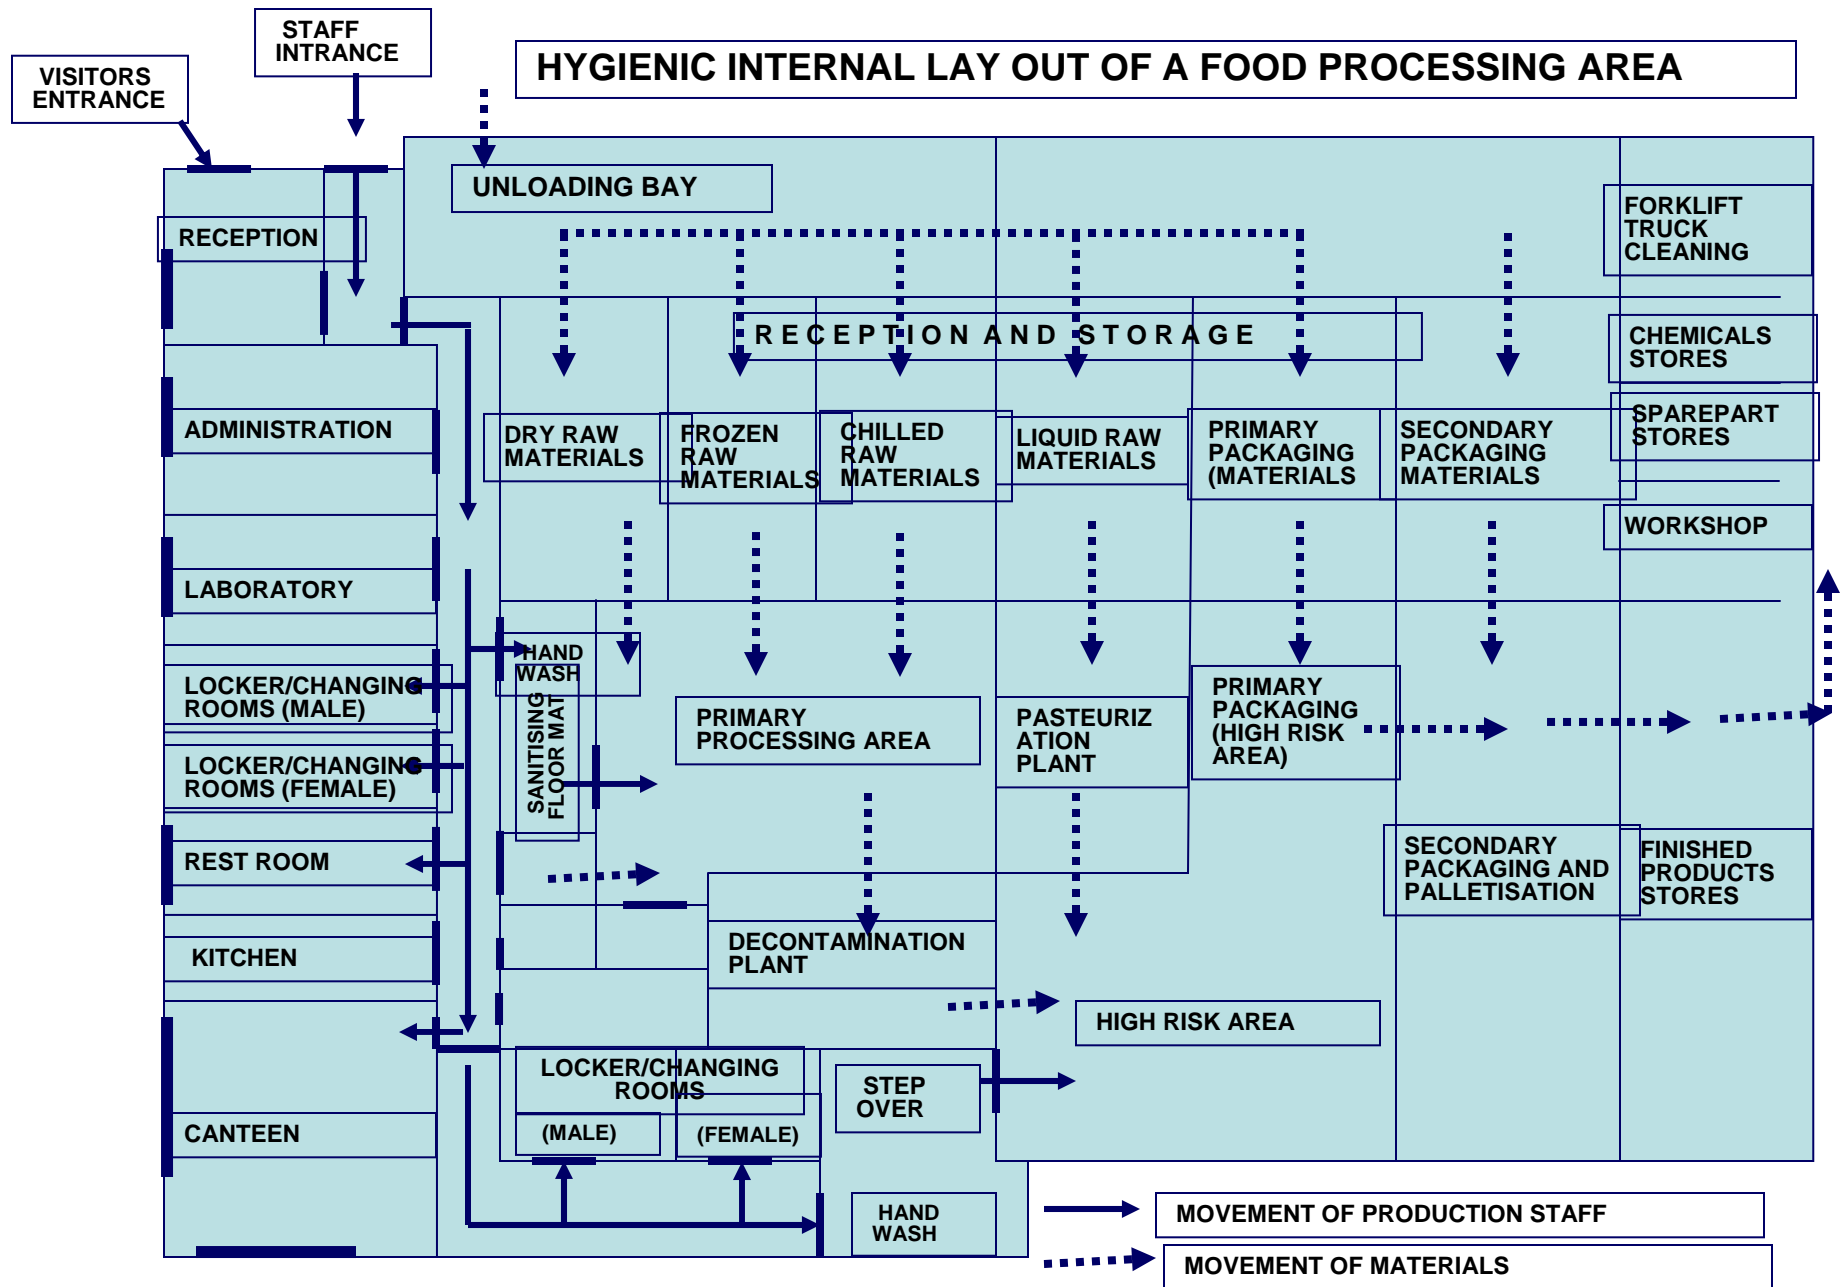 STAFF
INTRANCE
VISITORS
ENTRANCE
HYGIENIC INTERNAL LAY OUT OF A FOOD PROCESSING AREA
UNLOADING BAY
RECEPTION
FORKLIFT
TRUCK
CLEANING
RECEPTION AND STORAGE
CHEMICALS
STORES
ADMINISTRATION
DRY RAW
MATERIALS
FROZEN
RAW
MATERIALS
CHILLED
RAW
MATERIALS
LIQUID RAW
MATERIALS
PRIMARY
PACKAGING
(MATERIALS
SECONDARY
PACKAGING
MATERIALS
SPAREPART
STORES
WORKSHOP
LABORATORY
HAND
WASH
SANITISING
FLOOR MAT
LOCKER/CHANGING
ROOMS (MALE)
LOCKER/CHANGING
ROOMS (FEMALE)
PRIMARY
PROCESSING AREA
PASTEURIZ
ATION
PLANT
PRIMARY
PACKAGING
(HIGH RISK
AREA)
REST ROOM
SECONDARY
PACKAGING AND
PALLETISATION
FINISHED
PRODUCTS
STORES
KITCHEN
DECONTAMINATION
PLANT
HIGH RISK AREA
LOCKER/CHANGING
ROOMS
(MALE)
(FEMALE)
STEP
OVER
CANTEEN
HAND
WASH
MOVEMENT OF PRODUCTION STAFF
MOVEMENT OF MATERIALS